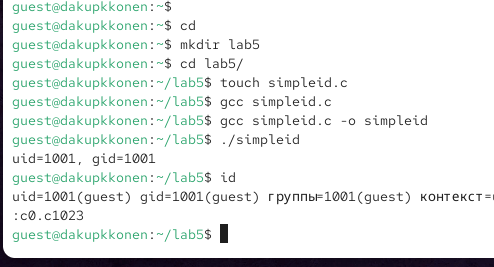 guest@dakupkkonen:~$
guest@dakupkkonen:~$ cd
guest@dakupkkonen:~$ mkdir lab5
guest@dakupkkonen:~$ cd lab5/
guest@dakupkkonen:~/lab5$ touch simpleid.c
guest@dakupkkonen:~/lab5$ gcc simpleid.c
guest@dakupkkonen:~/lab5$ gcc simpleid.c -o simpleid
guest@dakupkkonen:~/lab5$ ./simpleid
uid=1001, gid=1001
guest@dakupkkonen:~/lab5$ id
uid=1001(guest) gid=1001(guest) группы=1001(guest) контекст=
:c0.c1023
guest@dakupkkonen:~/lab5$